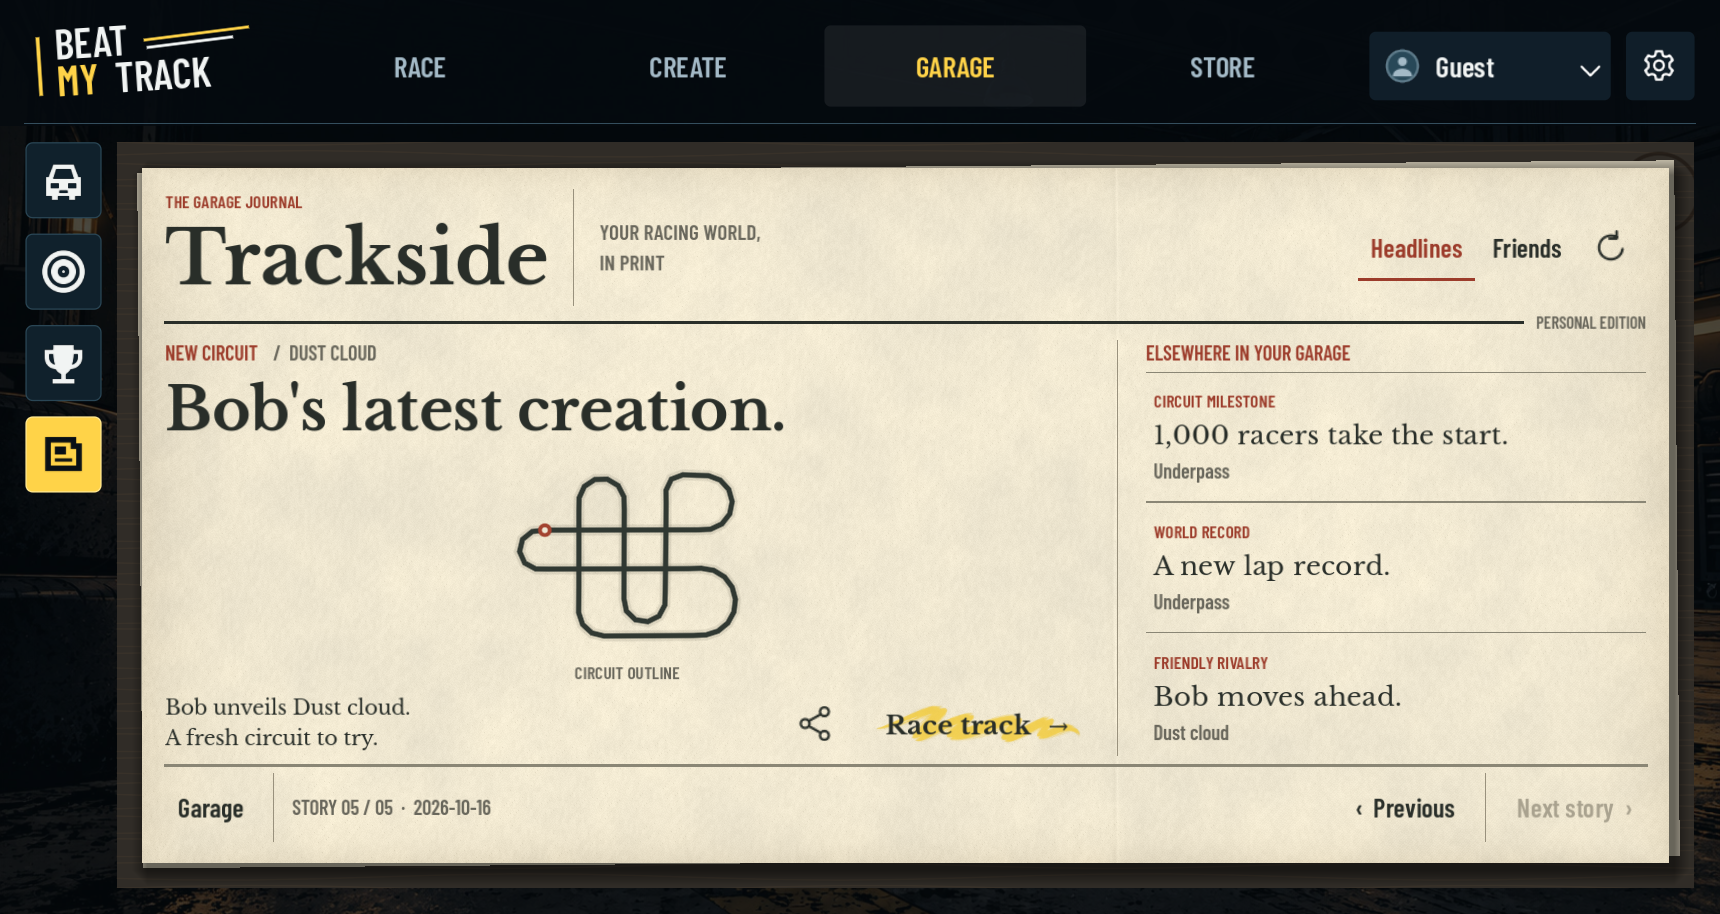 BEAT
MY TRACK
RACE
CREATE
GARAGE
STORE
Guest
THE GARAGE JOURNAL
Trackside
YOUR RACING WORLD,
IN PRINT
Headlines
Friends
PERSONAL EDITION
NEW CIRCUIT / DUST CLOUD
Bob's latest creation.
CIRCUIT OUTLINE
Bob unveils Dust cloud.
A fresh circuit to try.
Race track →
ELSEWHERE IN YOUR GARAGE
CIRCUIT MILESTONE
1,000 racers take the start.
Underpass
WORLD RECORD
A new lap record.
Underpass
FRIENDLY RIVALRY
Bob moves ahead.
Dust cloud
Garage
STORY 05 / 05 · 2026-10-16
‹ Previous
Next story ›